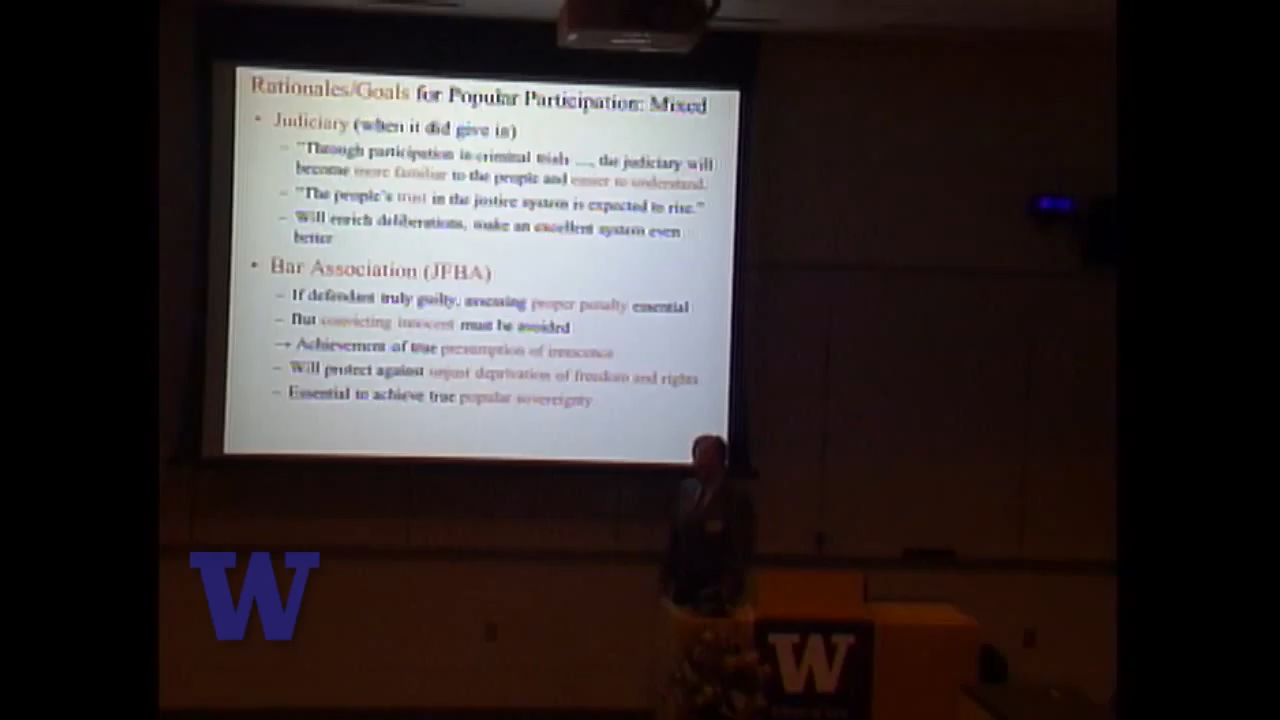 Rationales/Goals for Popular Participation: Mixed
• Judiciary (when it did give in)
– "Through participation in criminal trials ..., the judiciary will
become more familiar to the people and easier to understand.
– "The people's trust in the justice system is expected to rise."
– Will enrich deliberations, make an excellent system even
better
• Bar Association (JFBA)
– If defendant truly guilty, assessing proper penalty essential
– But convicting innocent must be avoided
→ Achievement of true presumption of innocence
– Will protect against unjust deprivation of freedom and rights
– Essential to achieve true popular sovereignty
W
W